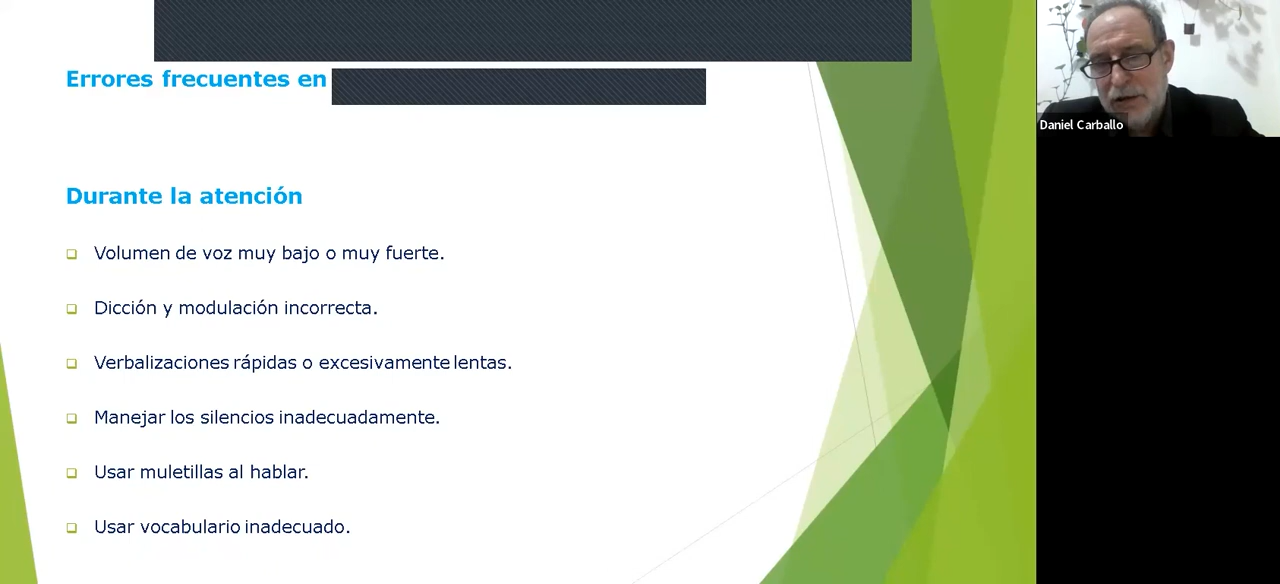 Errores frecuentes en
Daniel Carballo
Durante la atención
Volumen de voz muy bajo o muy fuerte.
Dicción y modulación incorrecta.
Verbalizaciones rápidas o excesivamente lentas.
Manejar los silencios inadecuadamente.
Usar muletillas al hablar.
Usar vocabulario inadecuado.